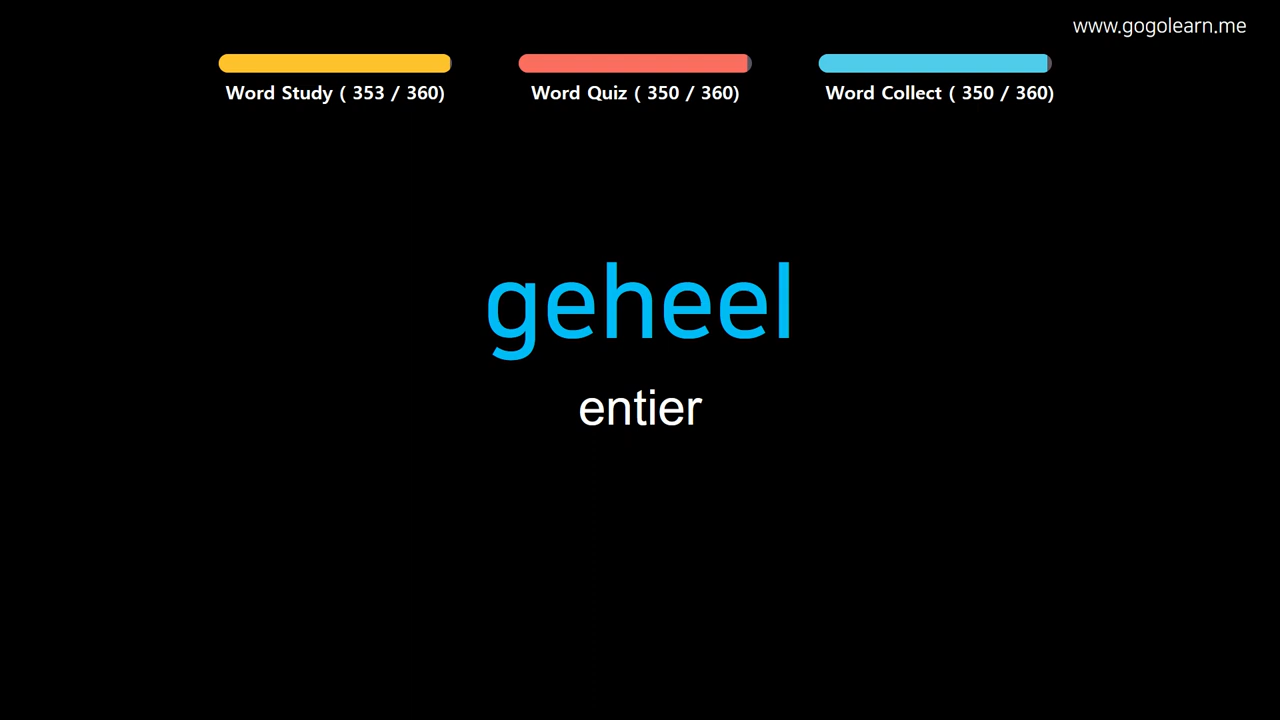 www.gogolearn.me
Word Study ( 353 / 360)
Word Quiz ( 350 / 360)
Word Collect ( 350 / 360)
geheel
entier